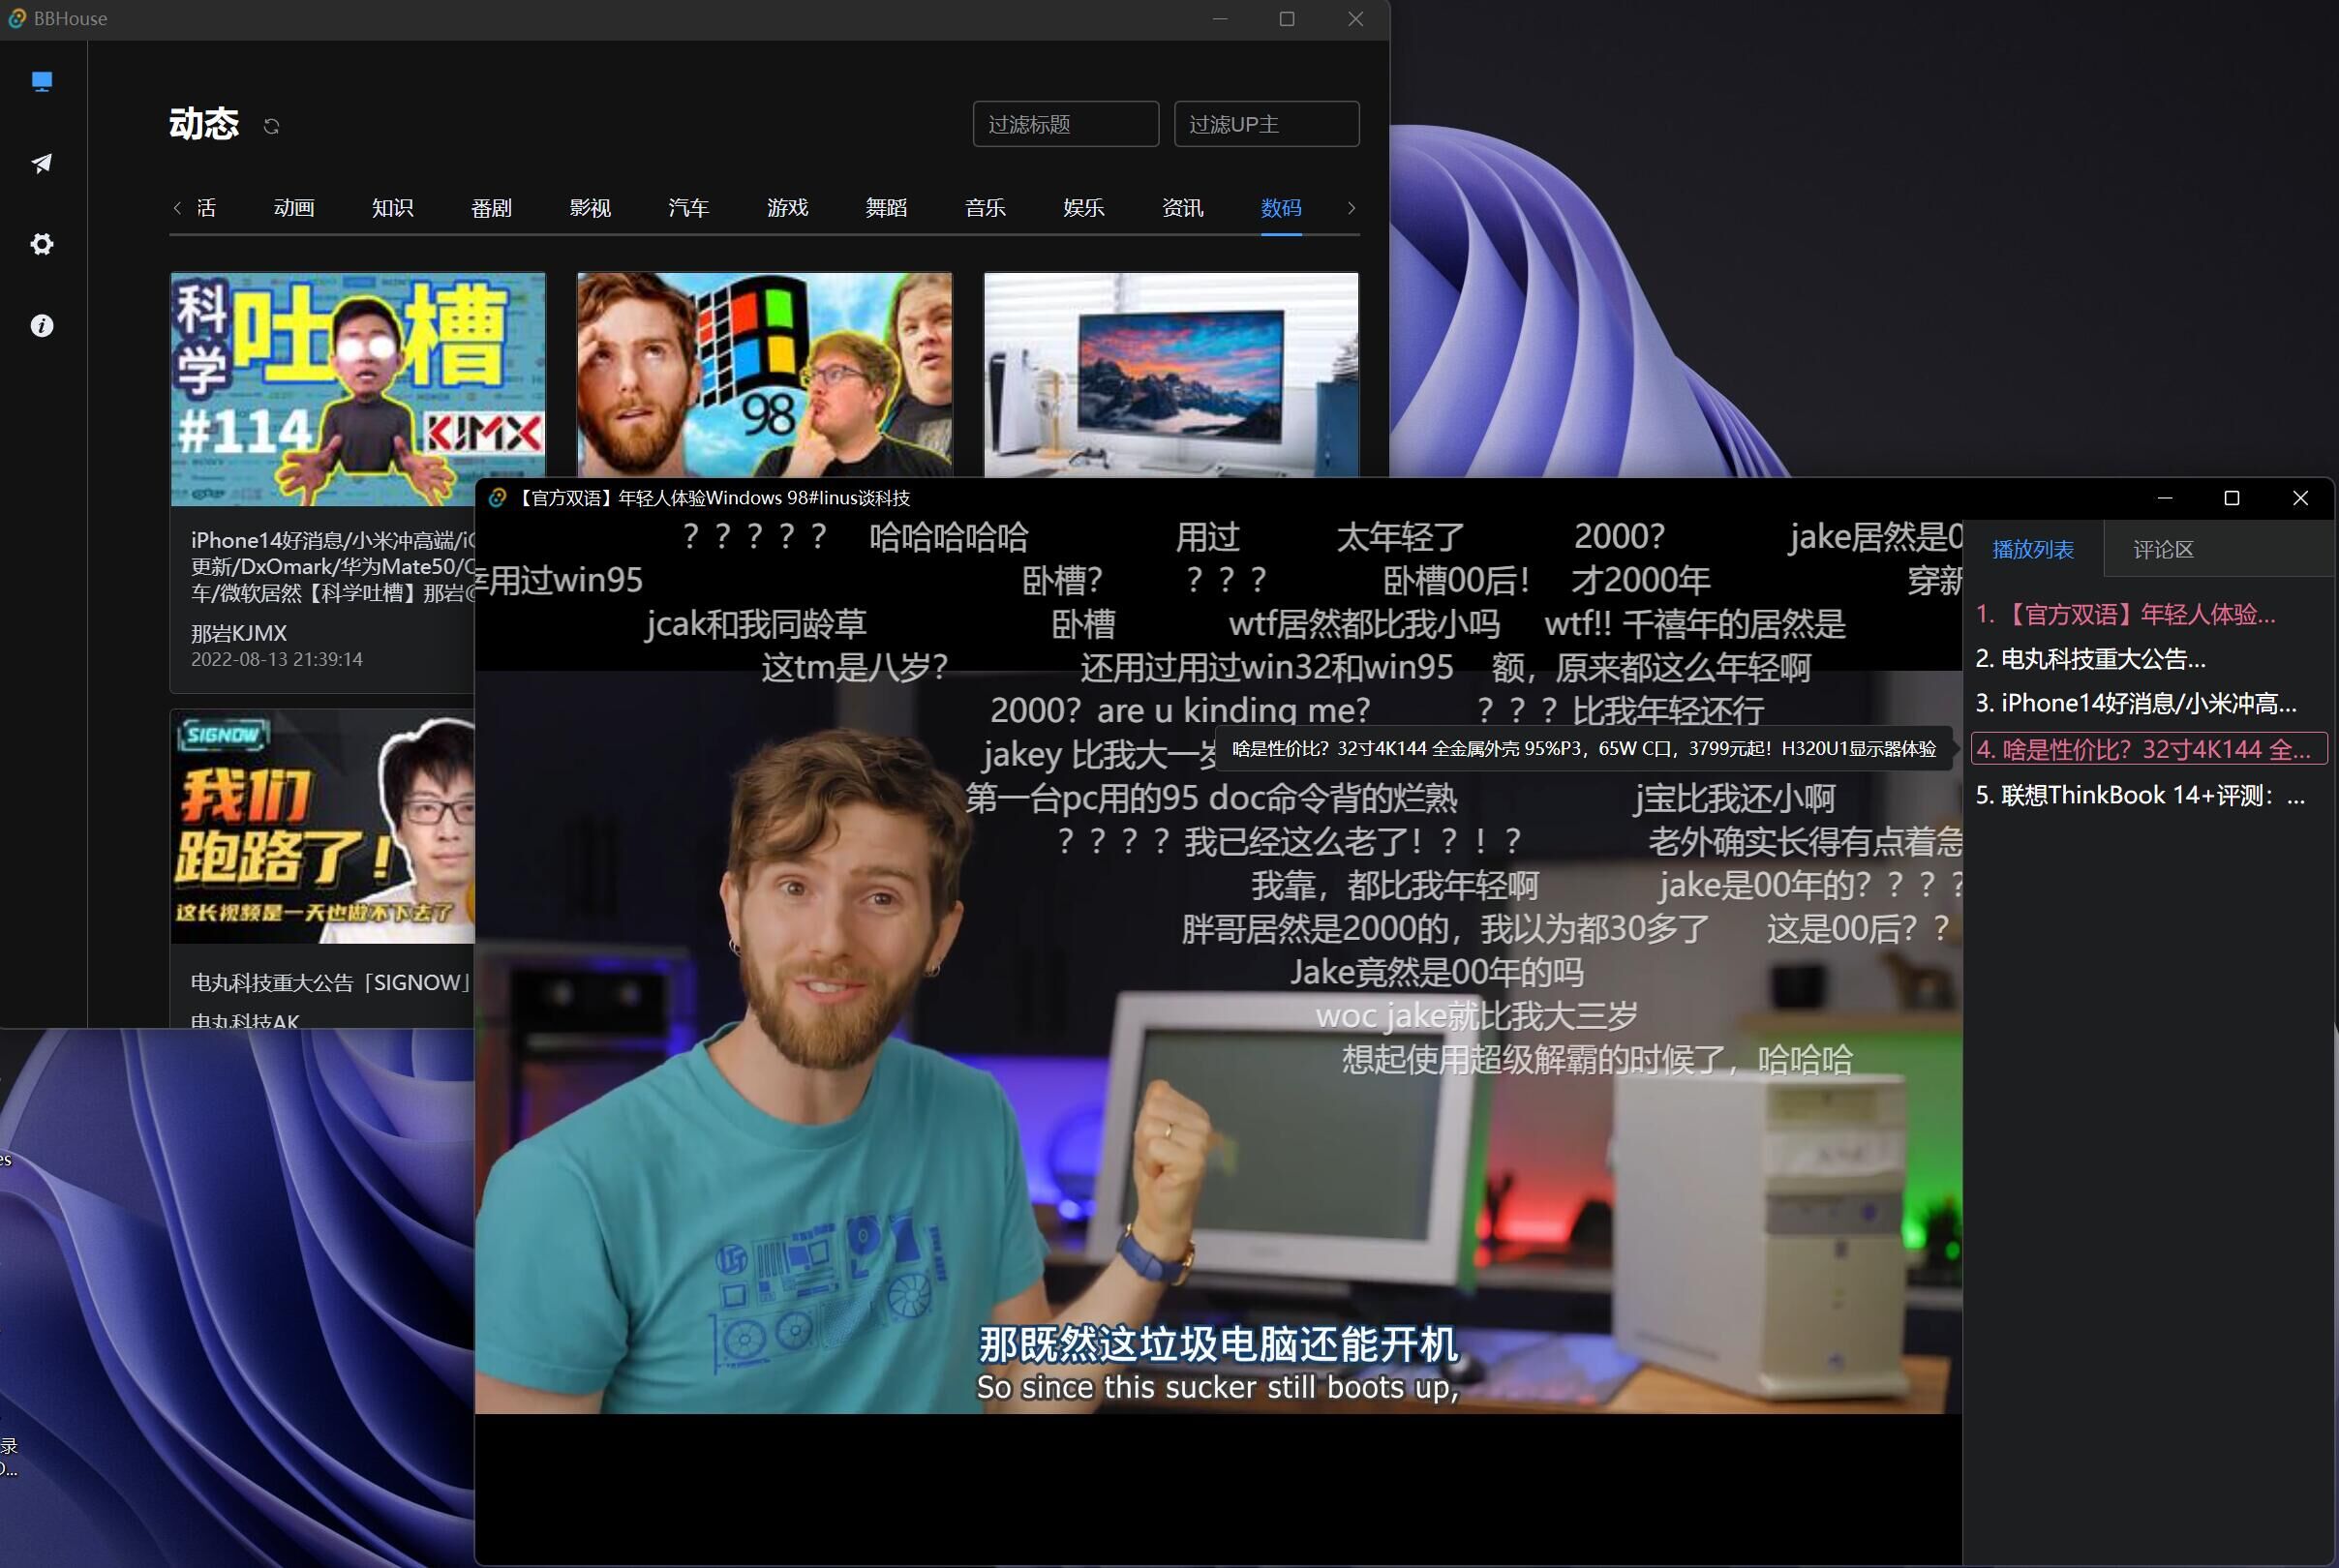 BBHouse
动态
过滤标题
过滤UP主
活
动画
知识
番剧
影视
汽车
游戏
舞蹈
音乐
娱乐
资讯
数码
科学
吐槽
#114
KJMX
98
iPhone14好消息/小米冲高端/
更新/DxOmark/华为Mate50/
车/微软居然【科学吐槽】那岩
那岩KJMX
2022-08-13 21:39:14
SIGNOW
我们
跑路了！
这长视频是一天也做不下去了
电丸科技重大公告「SIGNOW」
电丸科技AK
es
录
O...
【官方双语】年轻人体验Windows 98#linus谈科技
？？？？？ 哈哈哈哈哈 用过 太年轻了 2000？ jake居然是0
用过win95 卧槽？ ？？？ 卧槽00后！ 才2000年 穿新
jcak和我同龄草 卧槽 wtf居然都比我小吗 wtf!! 千禧年的居然是
这tm是八岁？ 还用过用过win32和win95 额，原来都这么年轻啊
2000？are u kinding me? ？？？比我年轻还行
jakey 比我大一岁
啥是性价比？32寸4K144 全金属外壳 95%P3，65W C口，3799元起！H320U1显示器体验
第一台pc用的95 doc命令背的烂熟 j宝比我还小啊
？？？？我已经这么老了！？！？ 老外确实长得有点着急
我靠，都比我年轻啊 jake是00年的？？？？
胖哥居然是2000的，我以为都30多了 这是00后？？
Jake竟然是00年的吗
woc jake就比我大三岁
想起使用超级解霸的时候了，哈哈哈
那既然这垃圾电脑还能开机
So since this sucker still boots up,
播放列表
评论区
1. 【官方双语】年轻人体验...
2. 电丸科技重大公告...
3. iPhone14好消息/小米冲高...
4. 啥是性价比？32寸4K144 全...
5. 联想ThinkBook 14+评测：...